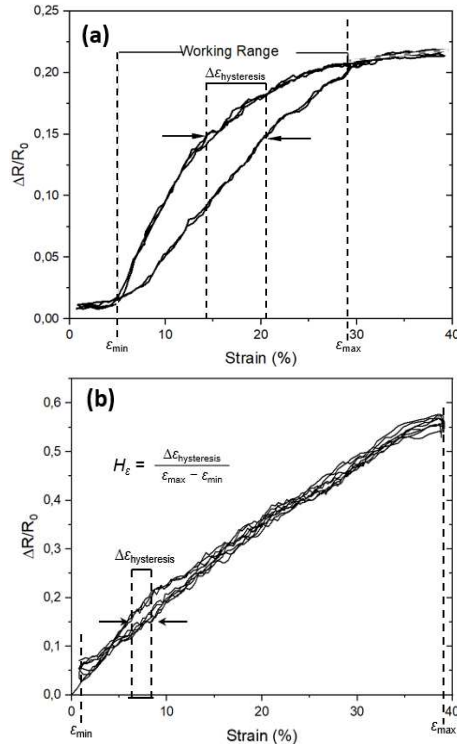 (a)
Working Range
Δεhysteresis
0,25
0,20
0,15
0,10
0,05
0,00
ΔR/R0
0
10
20
30
40
εmin
Strain (%)
εmax
(b)
Hε = Δεhysteresis / εmax − εmin
Δεhysteresis
0,6
0,5
0,4
0,3
0,2
0,1
0,0
ΔR/R0
0
10
20
30
40
εmin
Strain (%)
εmax